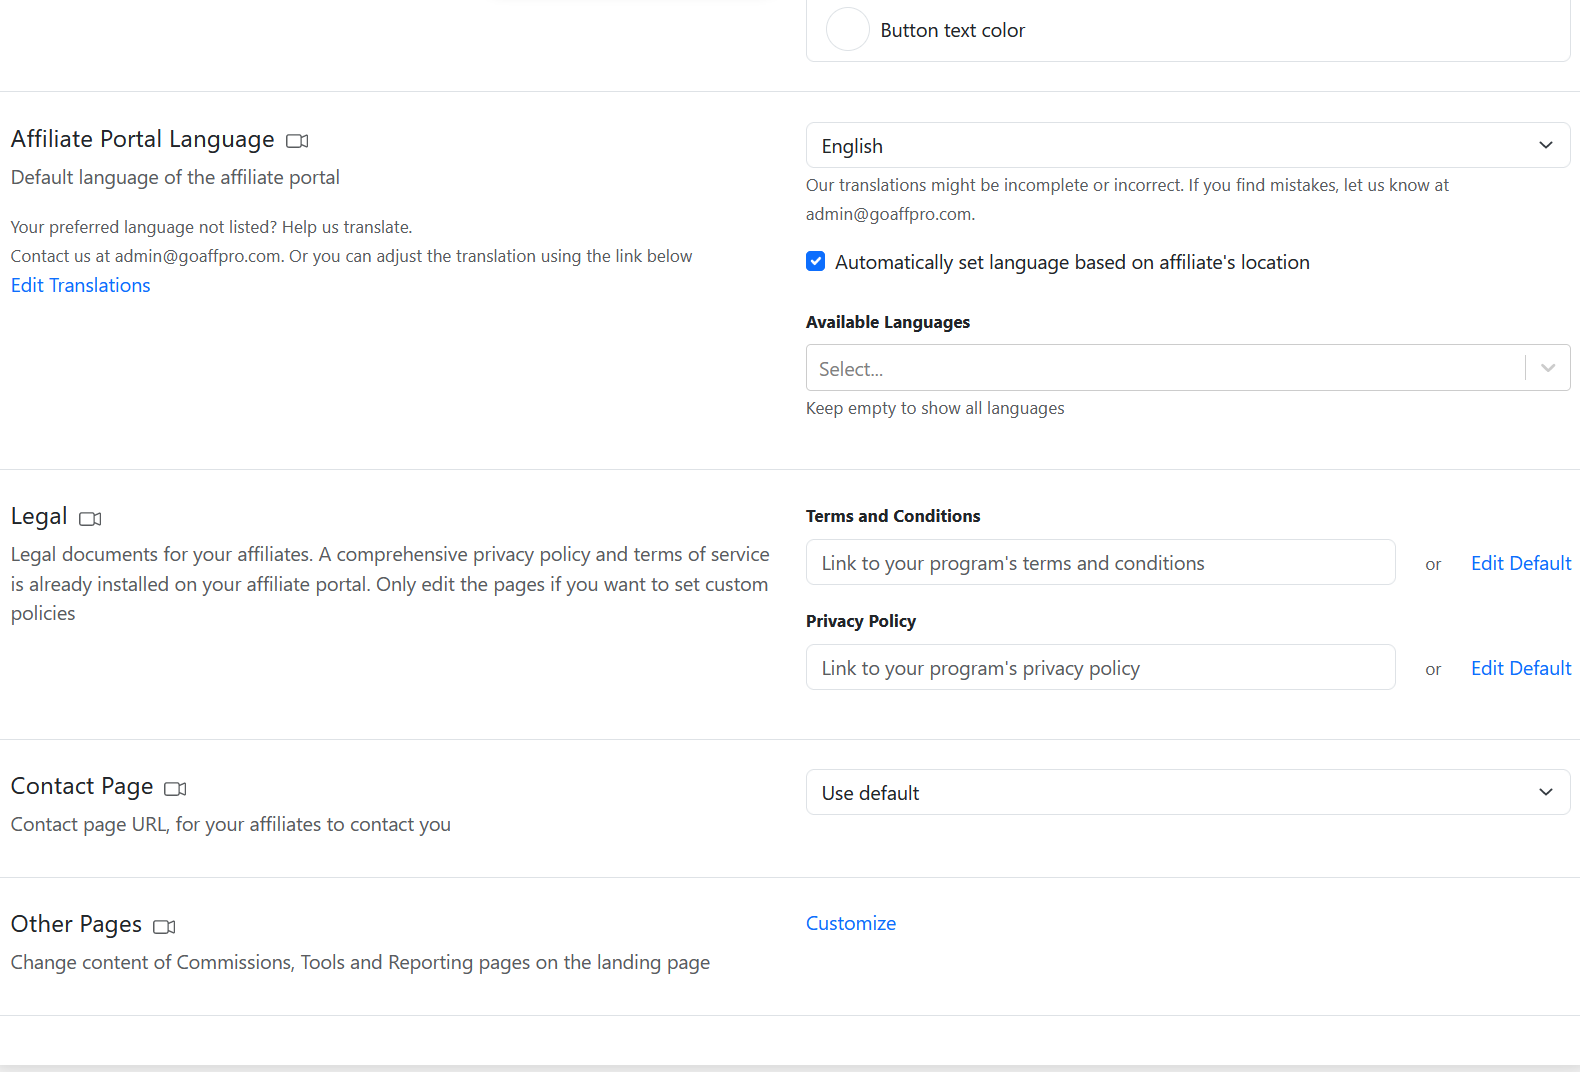 Button text color
Affiliate Portal Language
Default language of the affiliate portal
Your preferred language not listed? Help us translate.
Contact us at admin@goaffpro.com. Or you can adjust the translation using the link below
Edit Translations
English
Our translations might be incomplete or incorrect. If you find mistakes, let us know at
admin@goaffpro.com.
Automatically set language based on affiliate's location
Available Languages
Select...
Keep empty to show all languages
Legal
Legal documents for your affiliates. A comprehensive privacy policy and terms of service
is already installed on your affiliate portal. Only edit the pages if you want to set custom
policies
Terms and Conditions
Link to your program's terms and conditions or Edit Default
Privacy Policy
Link to your program's privacy policy or Edit Default
Contact Page
Contact page URL, for your affiliates to contact you
Use default
Other Pages
Change content of Commissions, Tools and Reporting pages on the landing page
Customize